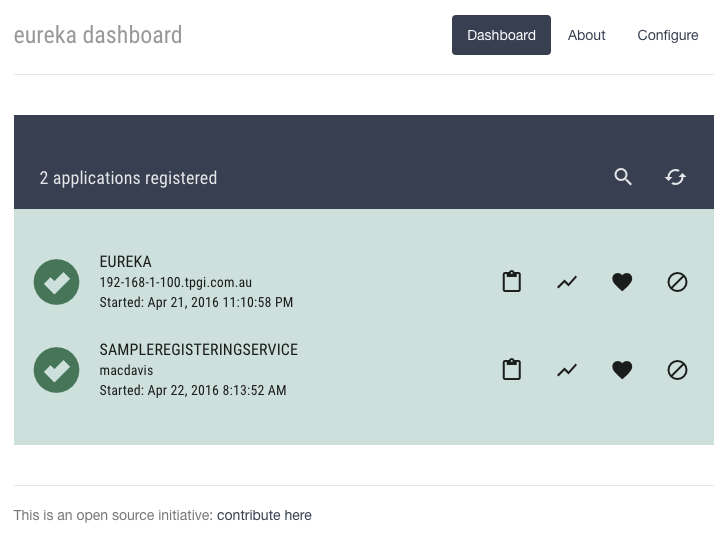 eureka dashboard
Dashboard
About
Configure
2 applications registered
EUREKA
192-168-1-100.tpgi.com.au
Started: Apr 21, 2016 11:10:58 PM
SAMPLEREGISTERINGSERVICE
macdavis
Started: Apr 22, 2016 8:13:52 AM
This is an open source initiative: contribute here